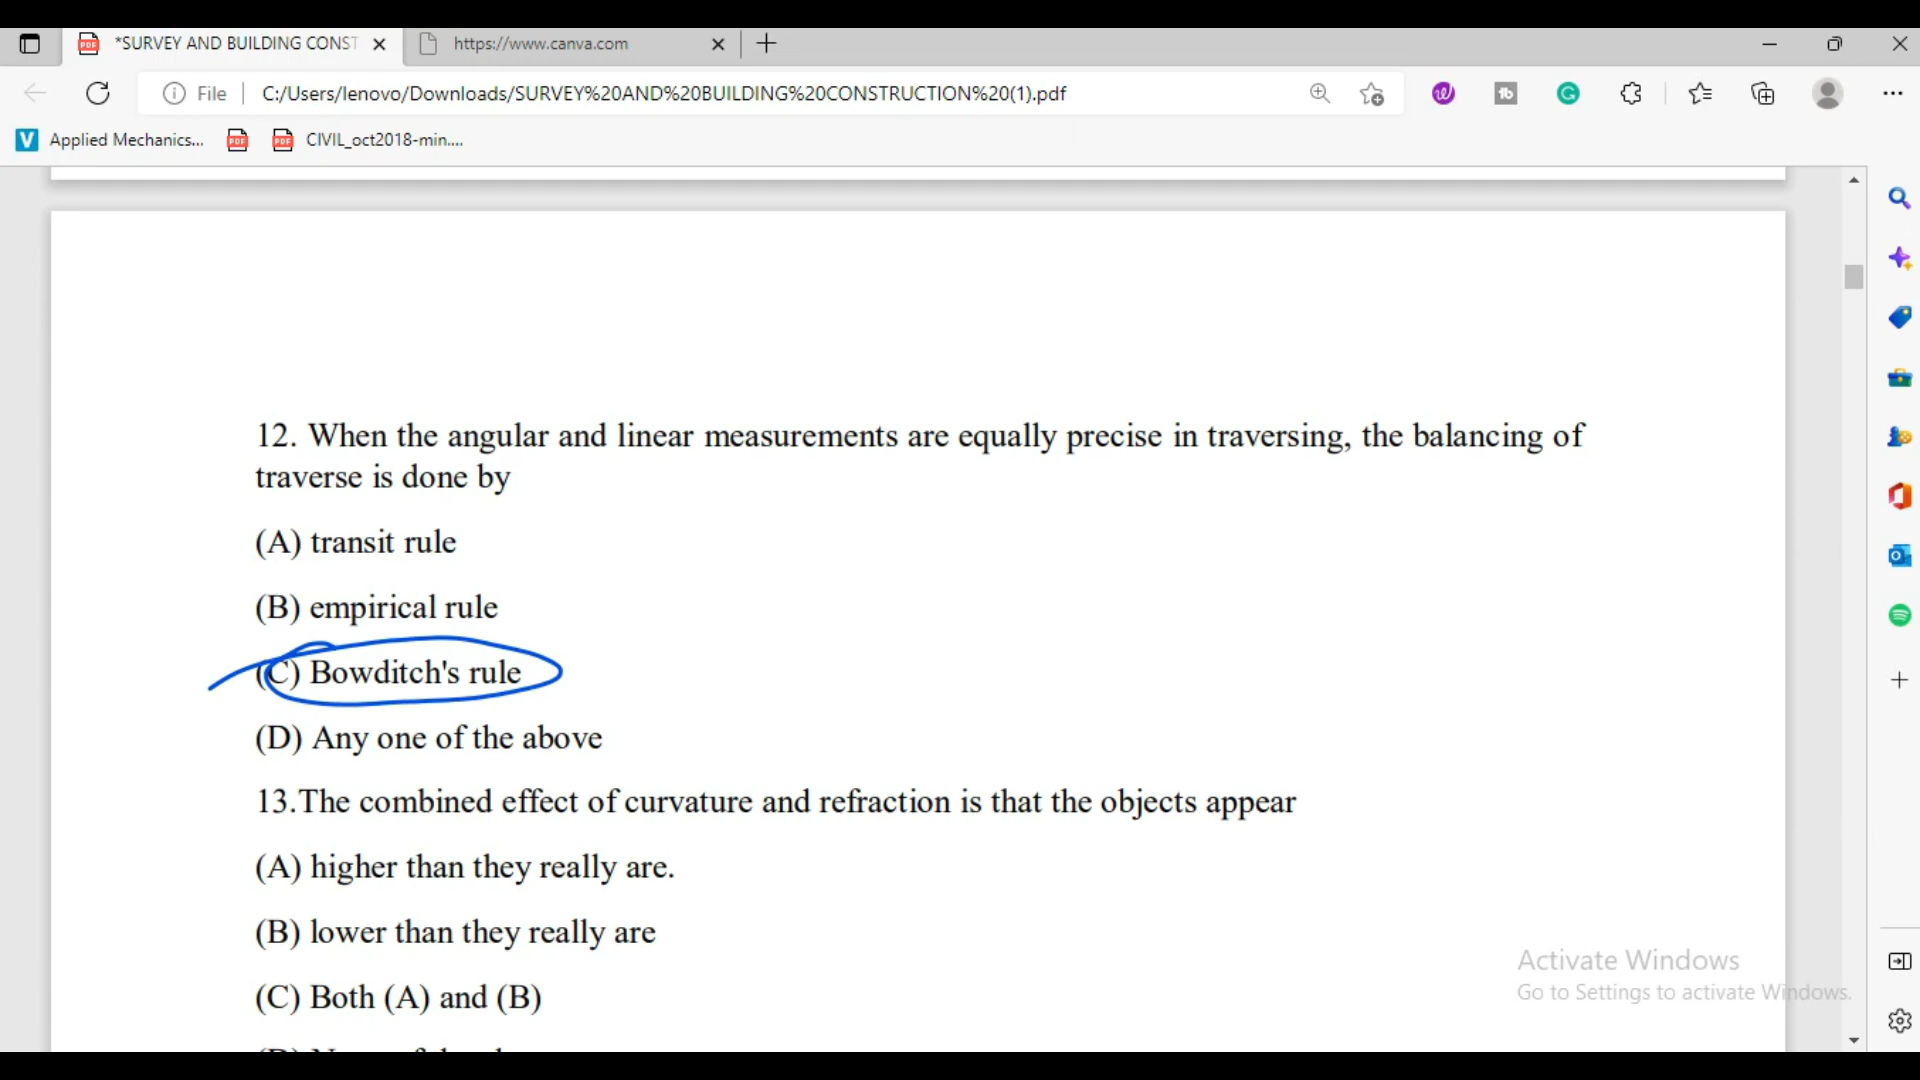 *SURVEY AND BUILDING CONST
https://www.canva.com
File
C:/Users/lenovo/Downloads/SURVEY%20AND%20BUILDING%20CONSTRUCTION%20(1).pdf
Applied Mechanics...
CIVIL_oct2018-min....
12. When the angular and linear measurements are equally precise in traversing, the balancing of
traverse is done by
(A) transit rule
(B) empirical rule
(C) Bowditch's rule
(D) Any one of the above
13.The combined effect of curvature and refraction is that the objects appear
(A) higher than they really are.
(B) lower than they really are
(C) Both (A) and (B)
Activate Windows
Go to Settings to activate Windows.